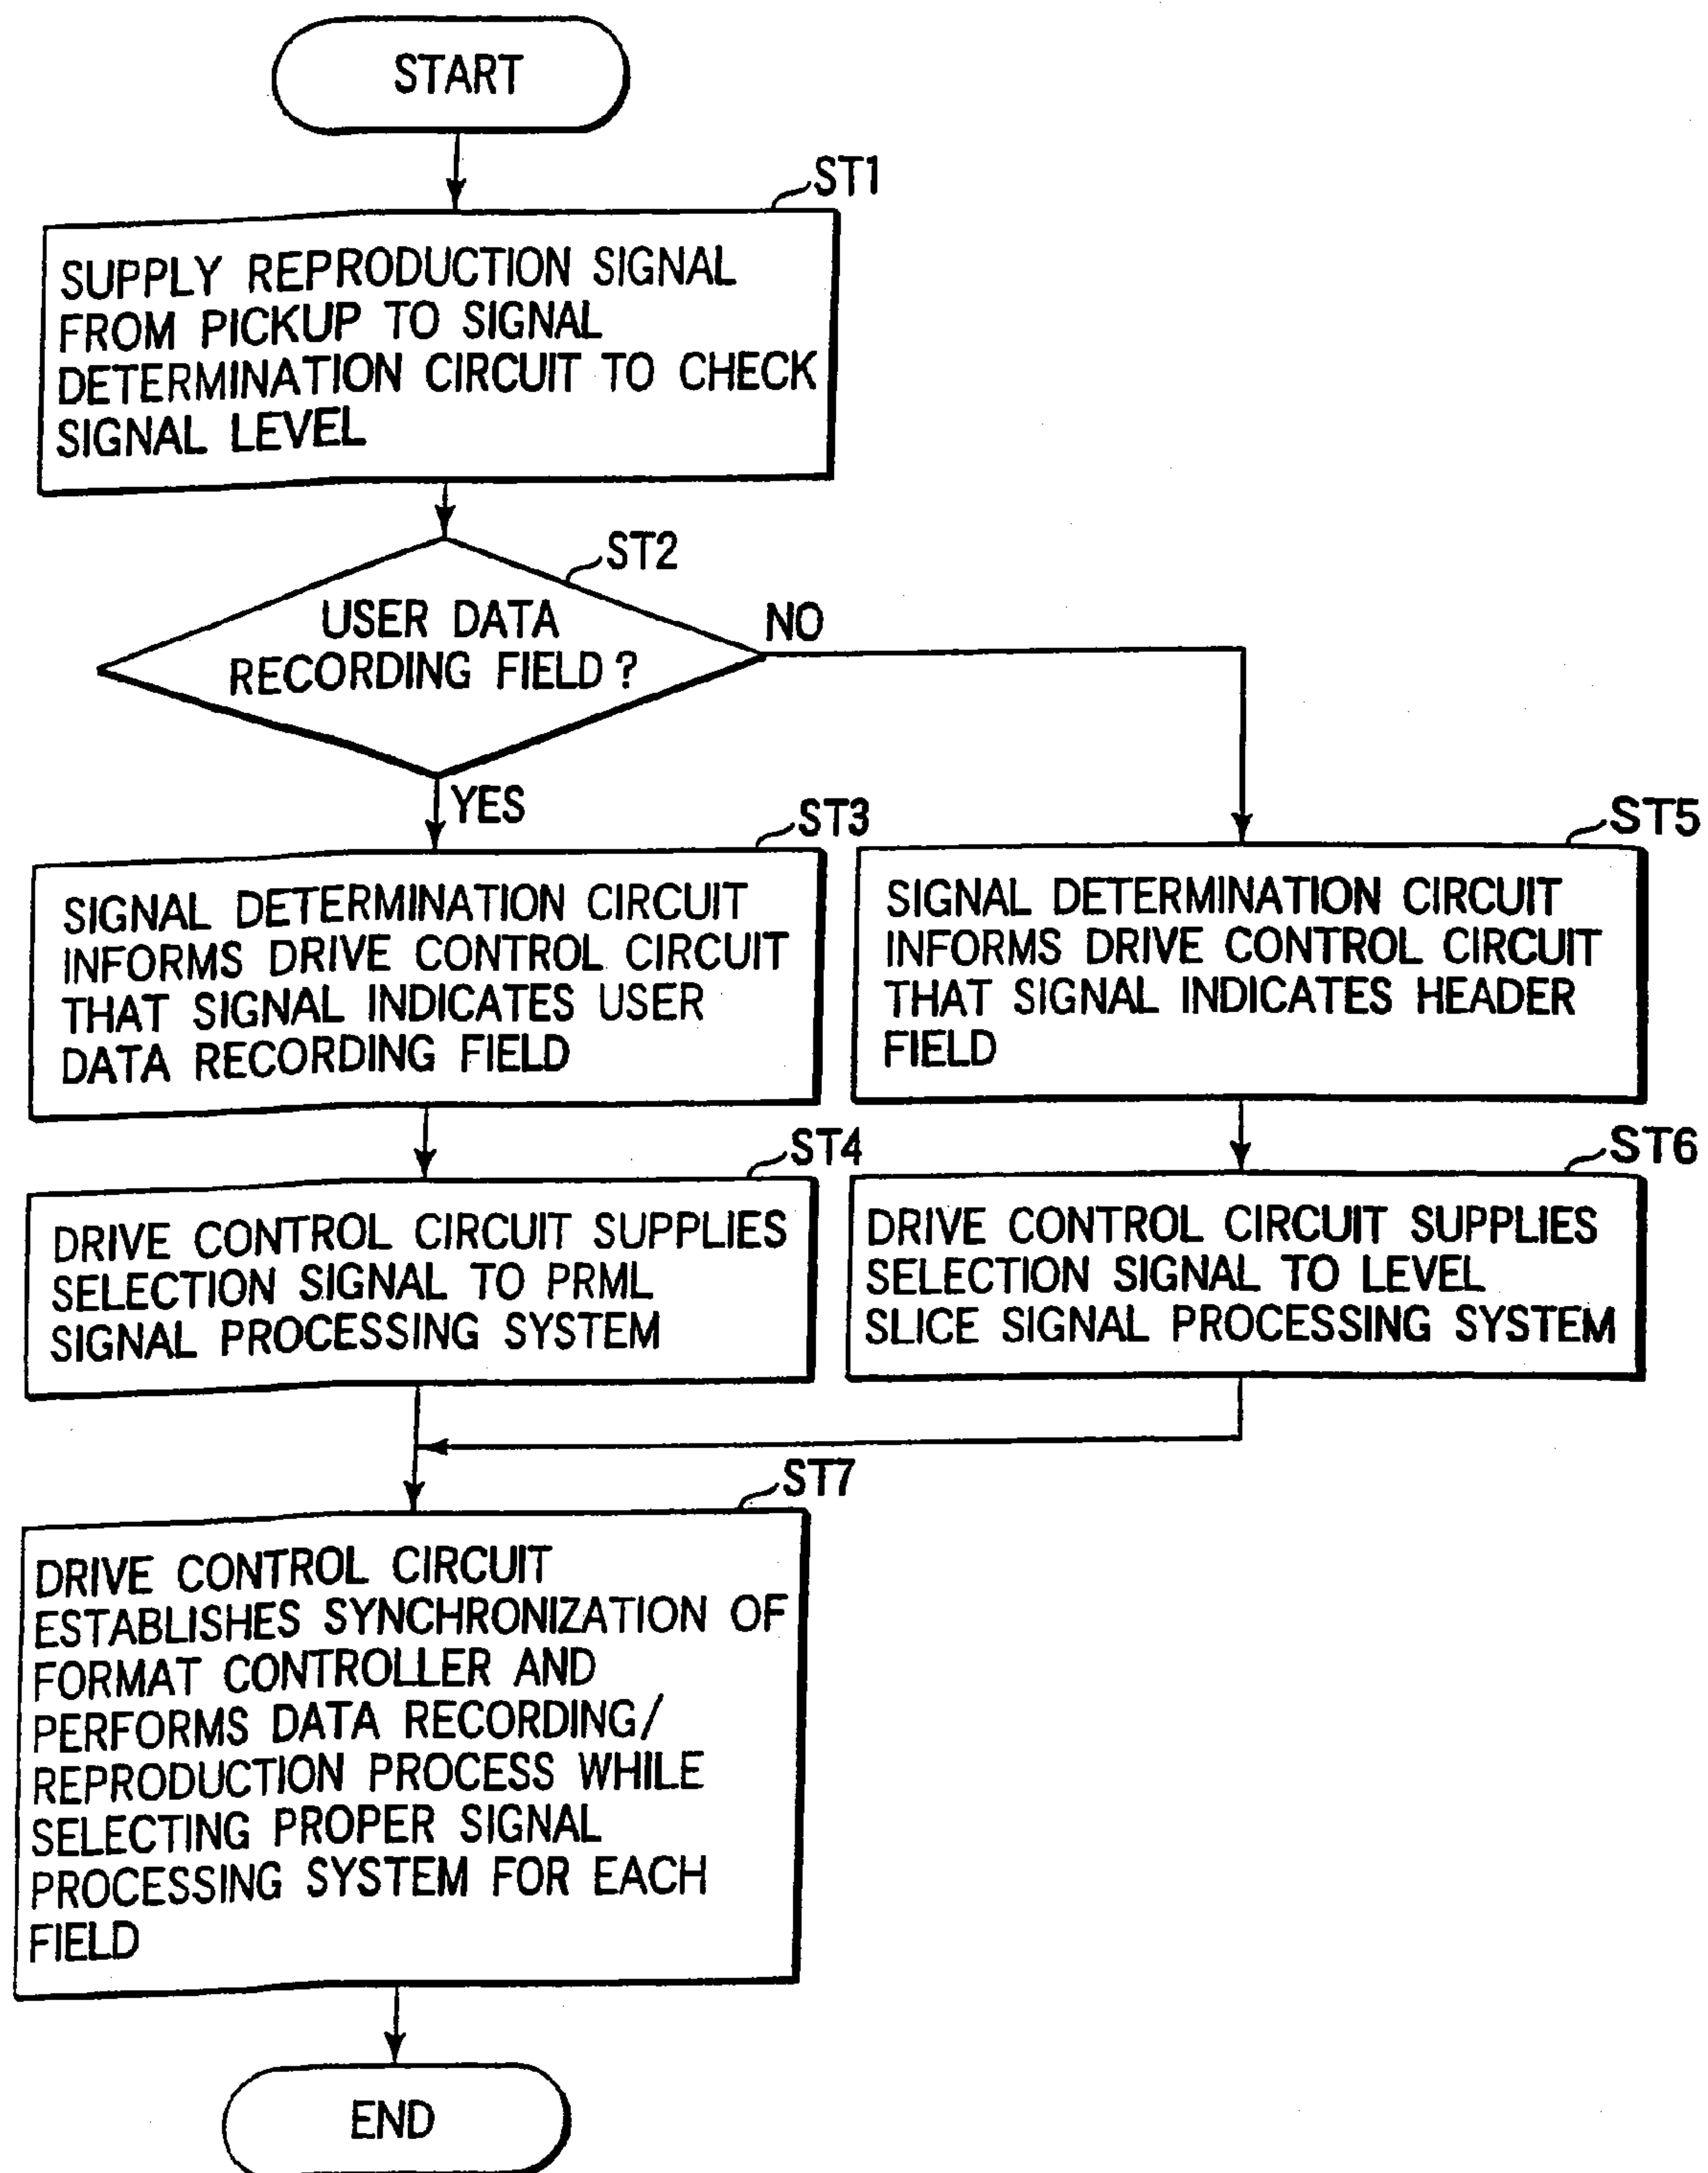 START
ST1
SUPPLY REPRODUCTION SIGNAL
FROM PICKUP TO SIGNAL
DETERMINATION CIRCUIT TO CHECK
SIGNAL LEVEL
ST2
USER DATA
RECORDING FIELD?
NO
YES
ST3
SIGNAL DETERMINATION CIRCUIT
INFORMS DRIVE CONTROL CIRCUIT
THAT SIGNAL INDICATES USER
DATA RECORDING FIELD
ST5
SIGNAL DETERMINATION CIRCUIT
INFORMS DRIVE CONTROL CIRCUIT
THAT SIGNAL INDICATES HEADER
FIELD
ST4
DRIVE CONTROL CIRCUIT SUPPLIES
SELECTION SIGNAL TO PRML
SIGNAL PROCESSING SYSTEM
ST6
DRIVE CONTROL CIRCUIT SUPPLIES
SELECTION SIGNAL TO LEVEL
SLICE SIGNAL PROCESSING SYSTEM
ST7
DRIVE CONTROL CIRCUIT
ESTABLISHES SYNCHRONIZATION OF
FORMAT CONTROLLER AND
PERFORMS DATA RECORDING/
REPRODUCTION PROCESS WHILE
SELECTING PROPER SIGNAL
PROCESSING SYSTEM FOR EACH
FIELD
END